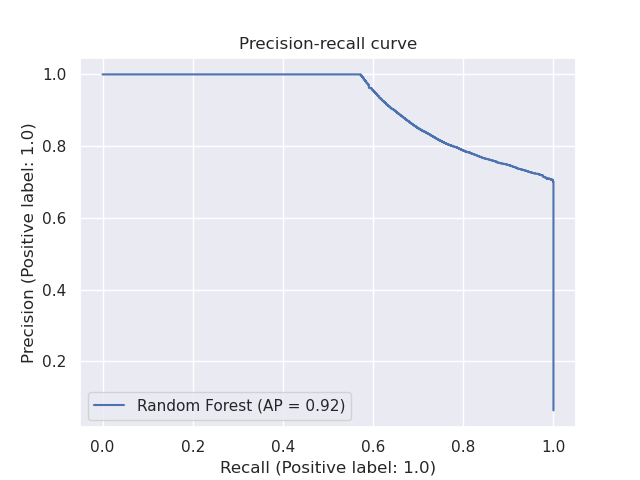 Precision-recall curve
1.0
0.8
0.6
0.4
0.2
Precision (Positive label: 1.0)
Random Forest (AP = 0.92)
0.0 0.2 0.4 0.6 0.8 1.0
Recall (Positive label: 1.0)